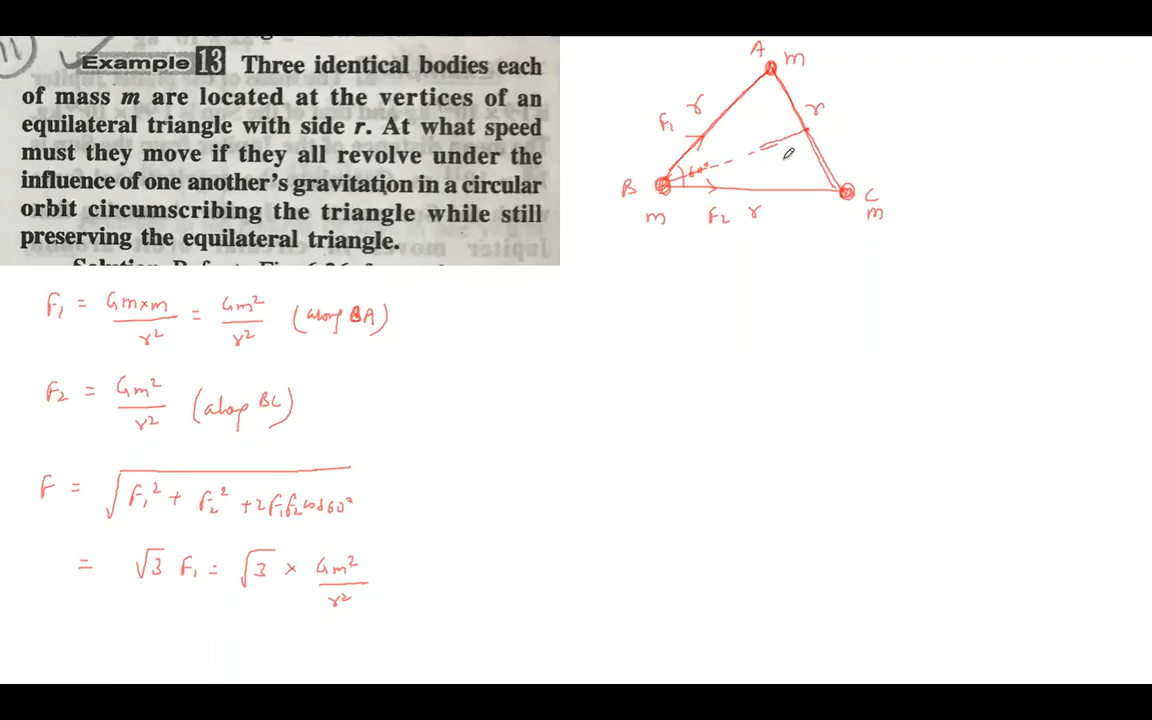 11
Example 13 Three identical bodies each
of mass m are located at the vertices of an
equilateral triangle with side r. At what speed
must they move if they all revolve under the
influence of one another's gravitation in a circular
orbit circumscribing the triangle while still
preserving the equilateral triangle.
A m
F₁ r r
60°
B C
m F₂ r m
F₁ = Gm×m/r² = Gm²/r² (along BA)
F₂ = Gm²/r² (along BC)
F = √(F₁² + F₂² + 2F₁F₂cos60°)
= √3 F₁ = √3 × Gm²/r²